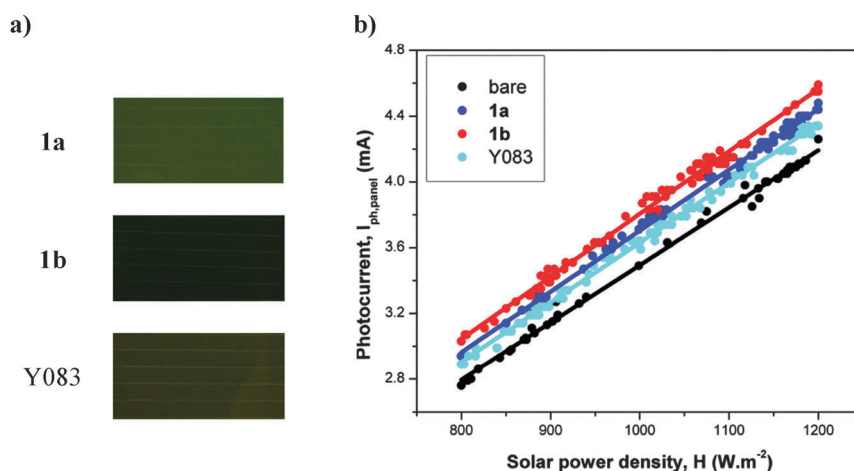 a)
1a
1b
Y083
b)
Photocurrent, I_ph,panel (mA)
4.8
4.4
4.0
3.6
3.2
2.8
bare
1a
1b
Y083
800
900
1000
1100
1200
Solar power density, H (W.m⁻²)